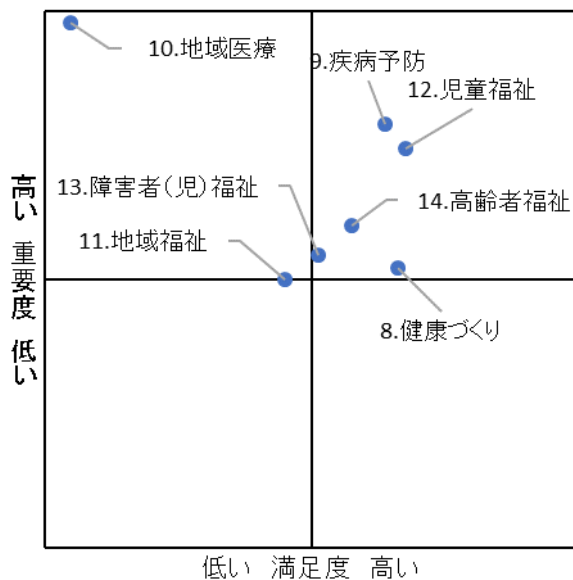 10.地域医療
9.疾病予防
12.児童福祉
13.障害者（児）福祉
14.高齢者福祉
11.地域福祉
8.健康づくり
高い 重要度 低い
低い 満足度 高い